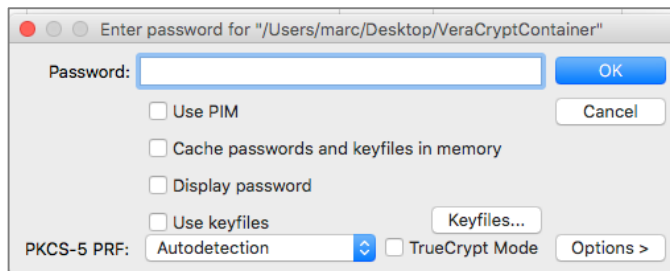 Enter password for "/Users/marc/Desktop/VeraCryptContainer"
Password: OK
Use PIM Cancel
Cache passwords and keyfiles in memory
Display password
Use keyfiles Keyfiles...
PKCS-5 PRF: Autodetection TrueCrypt Mode Options >